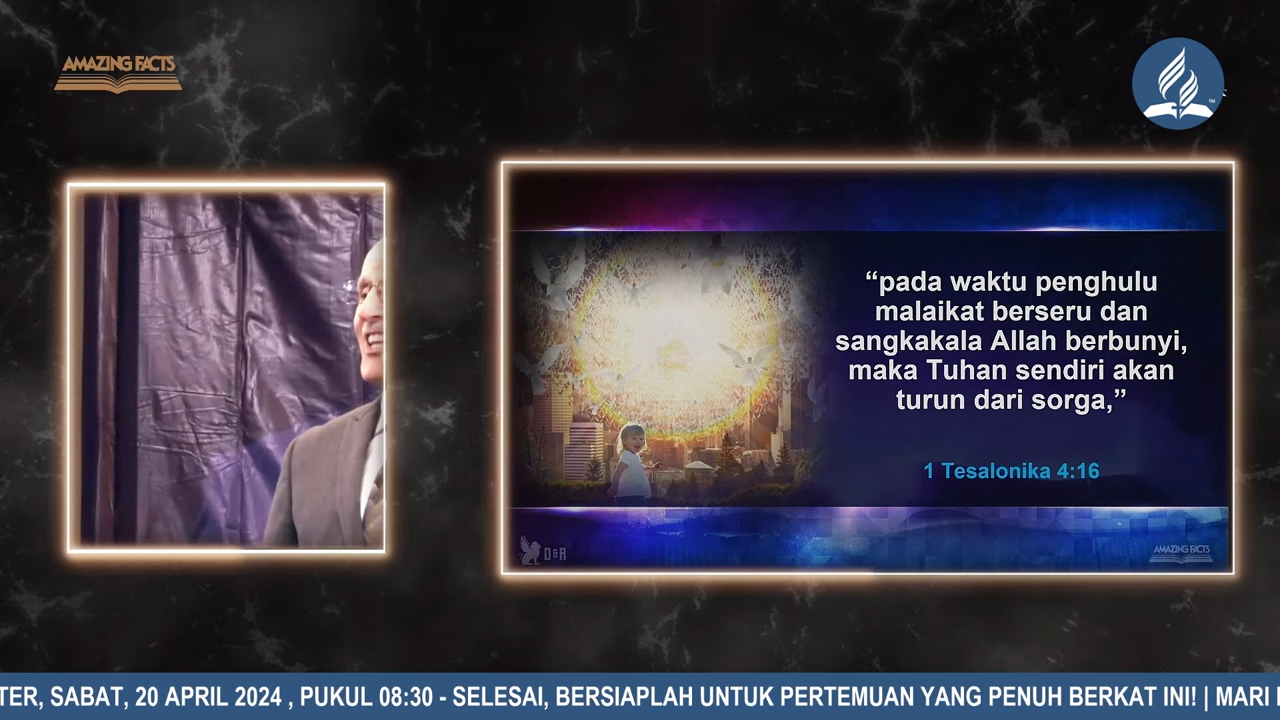 AMAZING FACTS
“pada waktu penghulu
malaikat berseru dan
sangkakala Allah berbunyi,
maka Tuhan sendiri akan
turun dari sorga,”
1 Tesalonika 4:16
D&R
AMAZING FACTS
TER, SABAT, 20 APRIL 2024 , PUKUL 08:30 - SELESAI, BERSIAPLAH UNTUK PERTEMUAN YANG PENUH BERKAT INI! | MARI